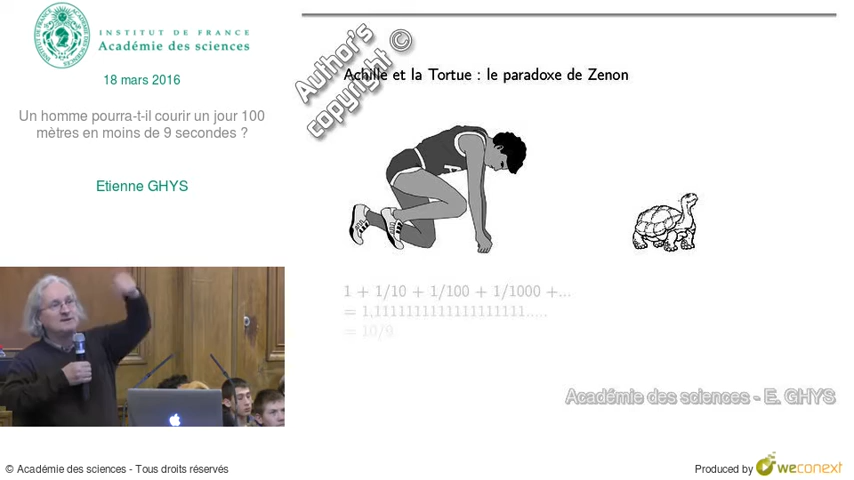 INSTITUT DE FRANCE
Académie des sciences
18 mars 2016
Un homme pourra-t-il courir un jour 100
mètres en moins de 9 secondes ?
Etienne GHYS
Author's
copyright ©
Achille et la Tortue : le paradoxe de Zenon
1 + 1/10 + 1/100 + 1/1000 +...
= 1,1111111111111111111.....
= 10/9
Académie des sciences - E. GHYS
© Académie des sciences - Tous droits réservés
Produced by weconext